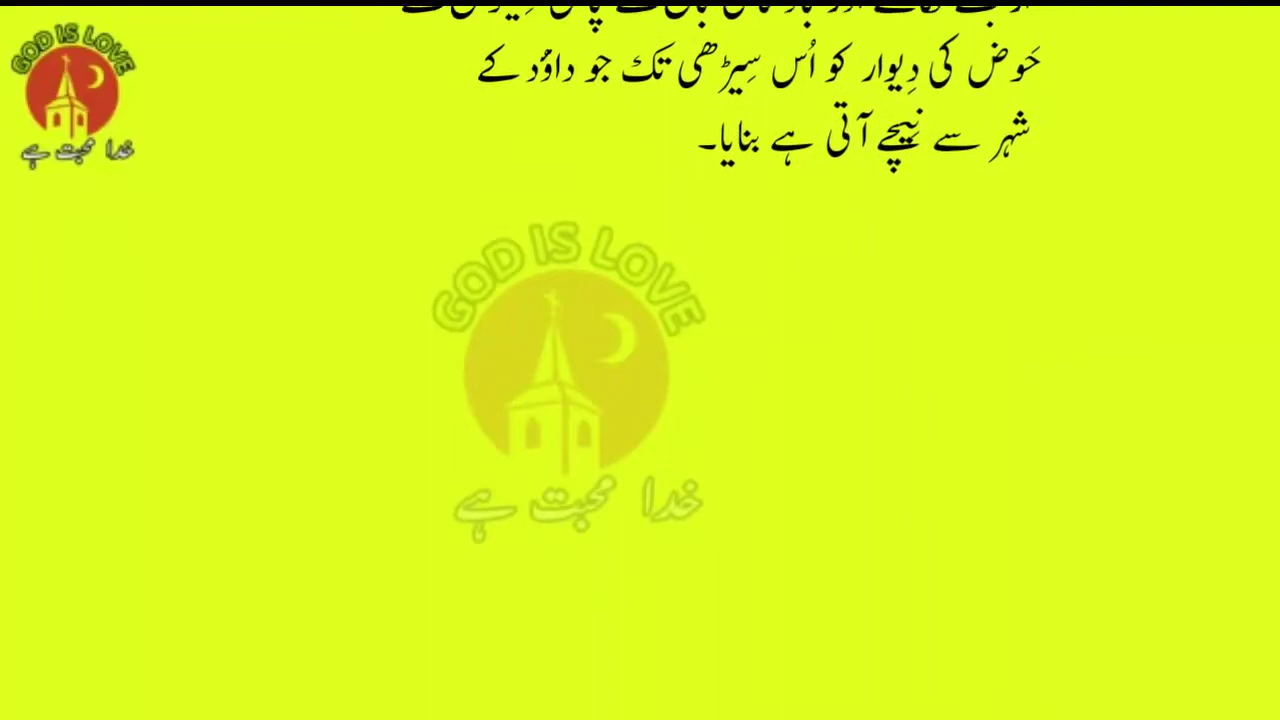 حَوض کی دِیوار کو اُس سِیڑھی تک جو داؤد کے
شہر سے نِیچے آتی ہے بنایا۔
GOD IS LOVE
خدا محبت ہے
GOD IS LOVE
خدا محبت ہے